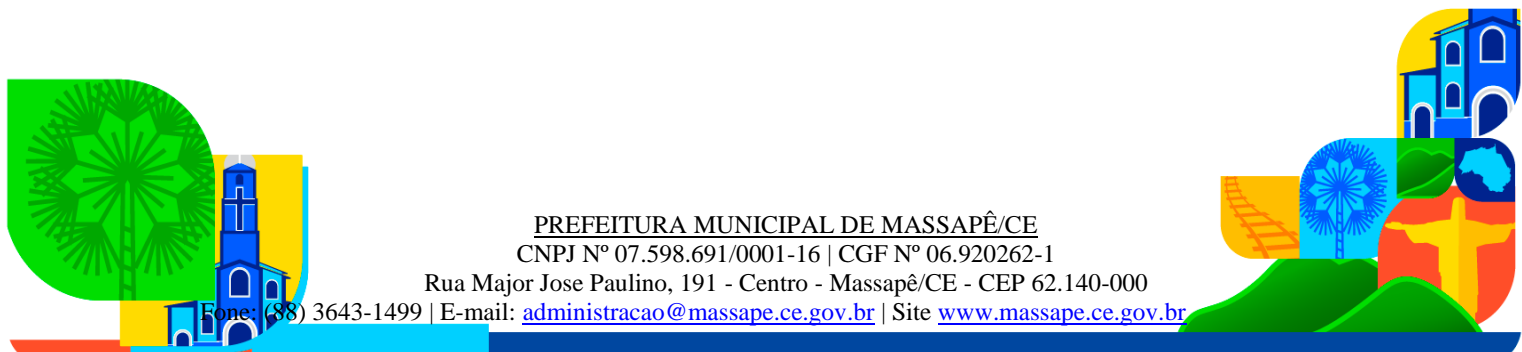 PREFEITURA MUNICIPAL DE MASSAPÊ/CE
CNPJ Nº 07.598.691/0001-16 | CGF Nº 06.920262-1
Rua Major Jose Paulino, 191 - Centro - Massapê/CE - CEP 62.140-000
Fone: (88) 3643-1499 | E-mail: administracao@massape.ce.gov.br | Site www.massape.ce.gov.br